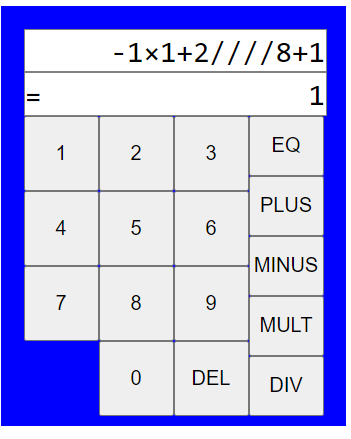 -1×1+2////8+1
= 1
1 2 3 EQ
PLUS
4 5 6
MINUS
7 8 9
MULT
0 DEL DIV